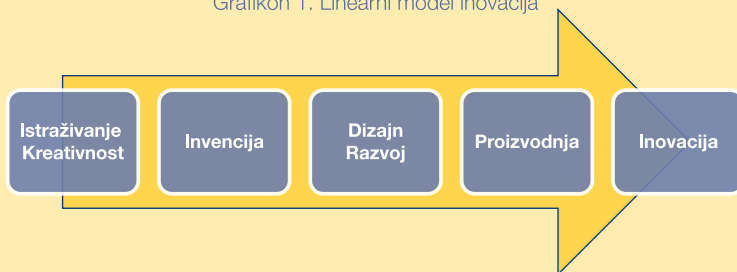 Grafikon 1. Linearni model inovacija
Istraživanje
Kreativnost
Invencija
Dizajn
Razvoj
Proizvodnja
Inovacija